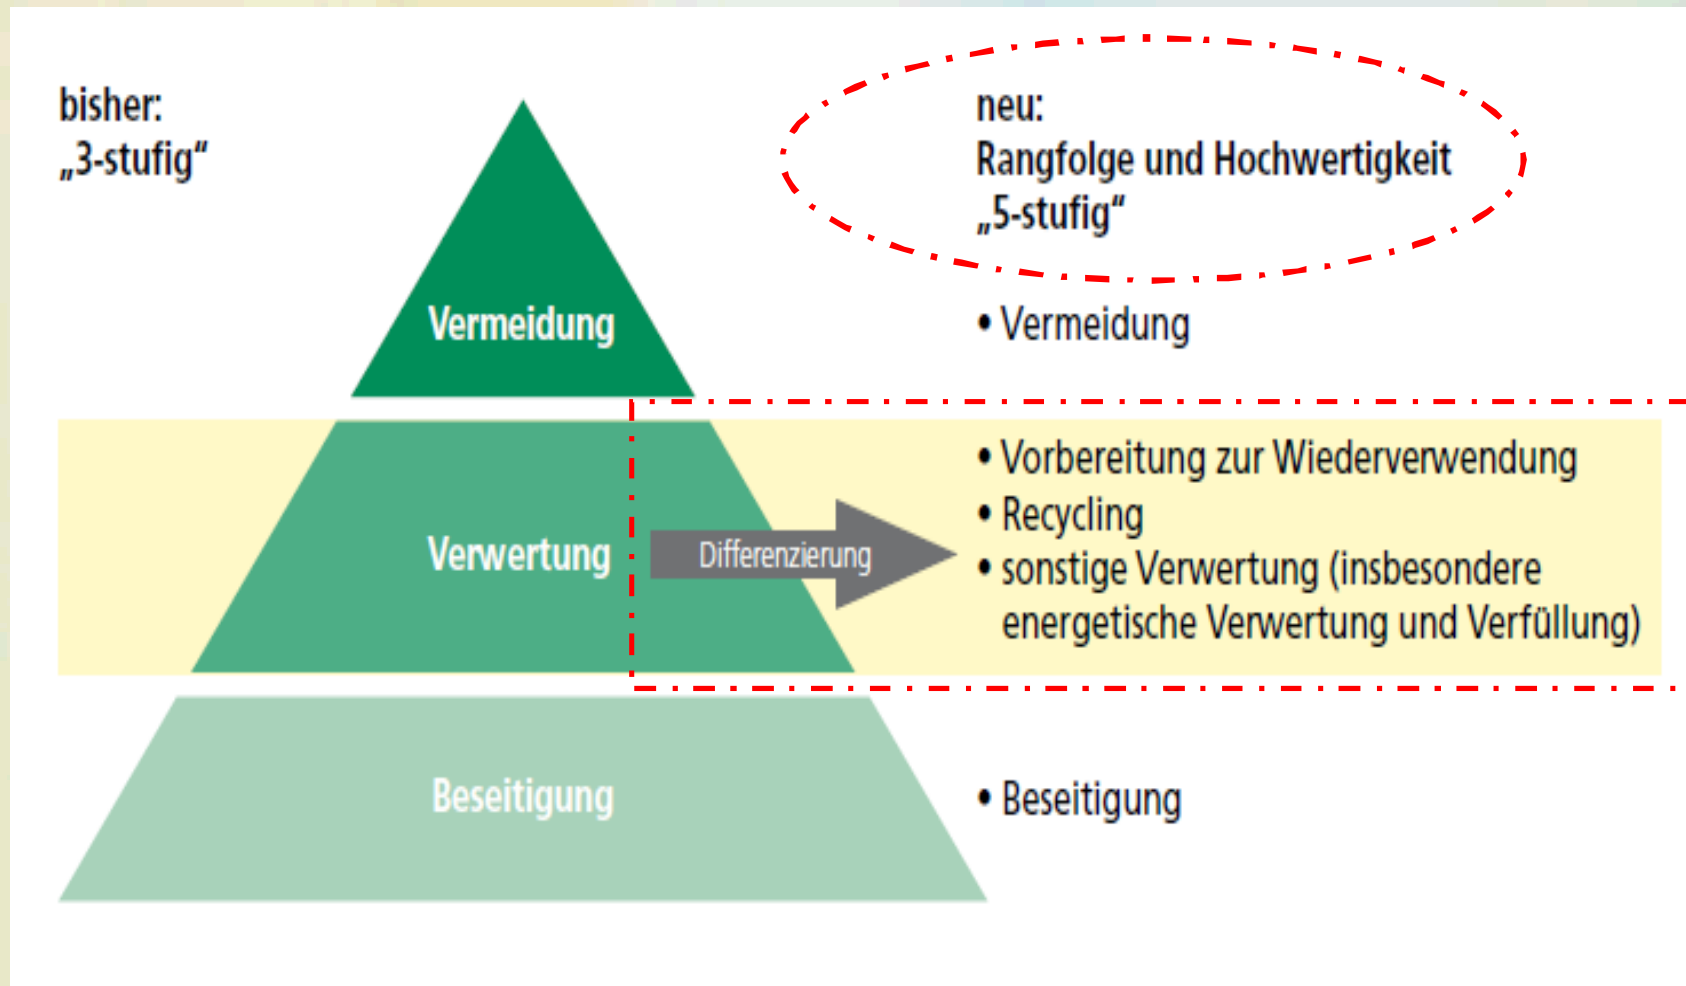 bisher:
„3-stufig“
neu:
Rangfolge und Hochwertigkeit
„5-stufig“
Vermeidung
• Vermeidung
Verwertung
Differenzierung
• Vorbereitung zur Wiederverwendung
• Recycling
• sonstige Verwertung (insbesondere
energetische Verwertung und Verfüllung)
Beseitigung
• Beseitigung